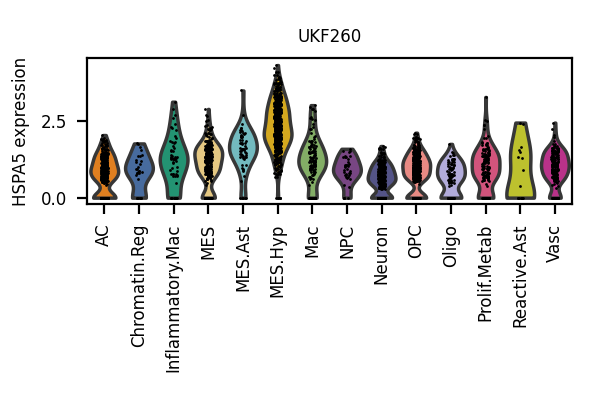 UKF260
HSPA5 expression
2.5
0.0
AC
Chromatin.Reg
Inflammatory.Mac
MES
MES.Ast
MES.Hyp
Mac
NPC
Neuron
OPC
Oligo
Prolif.Metab
Reactive.Ast
Vasc